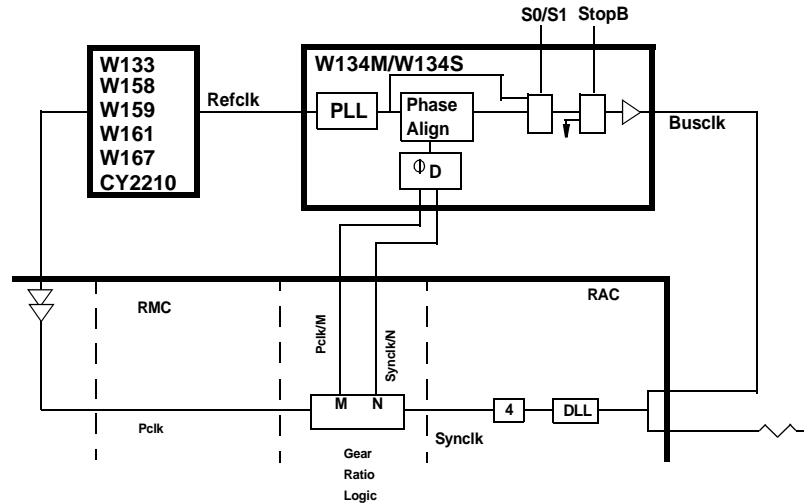 S0/S1 StopB
W133
W158
W159
W161
W167
CY2210
Refclk
W134M/W134S
PLL
Phase
Align
Φ D
Busclk
RMC
RAC
Pclk/M
Synclk/N
M N
4
DLL
Pclk
Synclk
Gear
Ratio
Logic